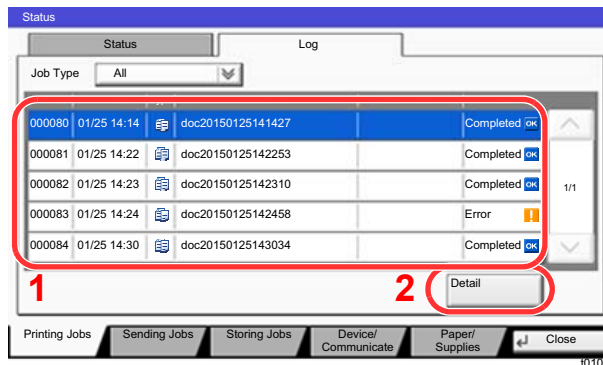 Status
Status Log
Job Type All
000080 01/25 14:14 doc20150125141427 Completed OK
000081 01/25 14:22 doc20150125142253 Completed OK
000082 01/25 14:23 doc20150125142310 Completed OK
1/1
000083 01/25 14:24 doc20150125142458 Error !
000084 01/25 14:30 doc20150125143034 Completed OK
1 2 Detail
Printing Jobs Sending Jobs Storing Jobs Device/
Communicate Paper/
Supplies Close